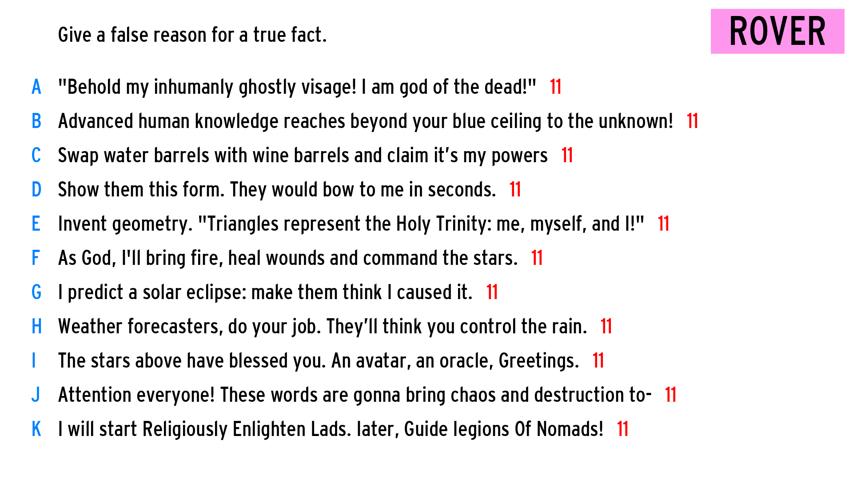 Give a false reason for a true fact.
ROVER
A "Behold my inhumanly ghostly visage! I am god of the dead!" 11
B Advanced human knowledge reaches beyond your blue ceiling to the unknown! 11
C Swap water barrels with wine barrels and claim it's my powers 11
D Show them this form. They would bow to me in seconds. 11
E Invent geometry. "Triangles represent the Holy Trinity: me, myself, and I!" 11
F As God, I'll bring fire, heal wounds and command the stars. 11
G I predict a solar eclipse: make them think I caused it. 11
H Weather forecasters, do your job. They'll think you control the rain. 11
I The stars above have blessed you. An avatar, an oracle, Greetings. 11
J Attention everyone! These words are gonna bring chaos and destruction to- 11
K I will start Religiously Enlighten Lads. later, Guide legions Of Nomads! 11